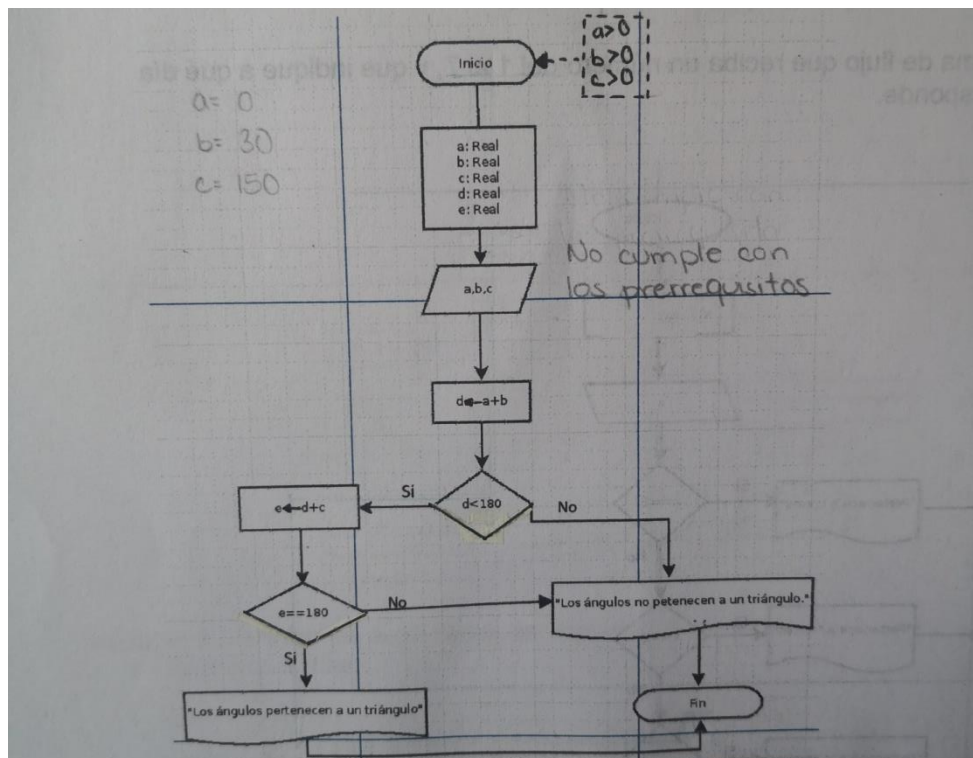 a>0
b>0
c>0
Inicio
a= 0
b= 30
c= 150
a: Real
b: Real
c: Real
d: Real
e: Real
No cumple con
los prerrequisitos
a,b,c
d←a+b
d<180
Si
No
e←d+c
e==180
No
Si
"Los ángulos no petenecen a un triángulo."
"Los ángulos pertenecen a un triángulo"
Fin